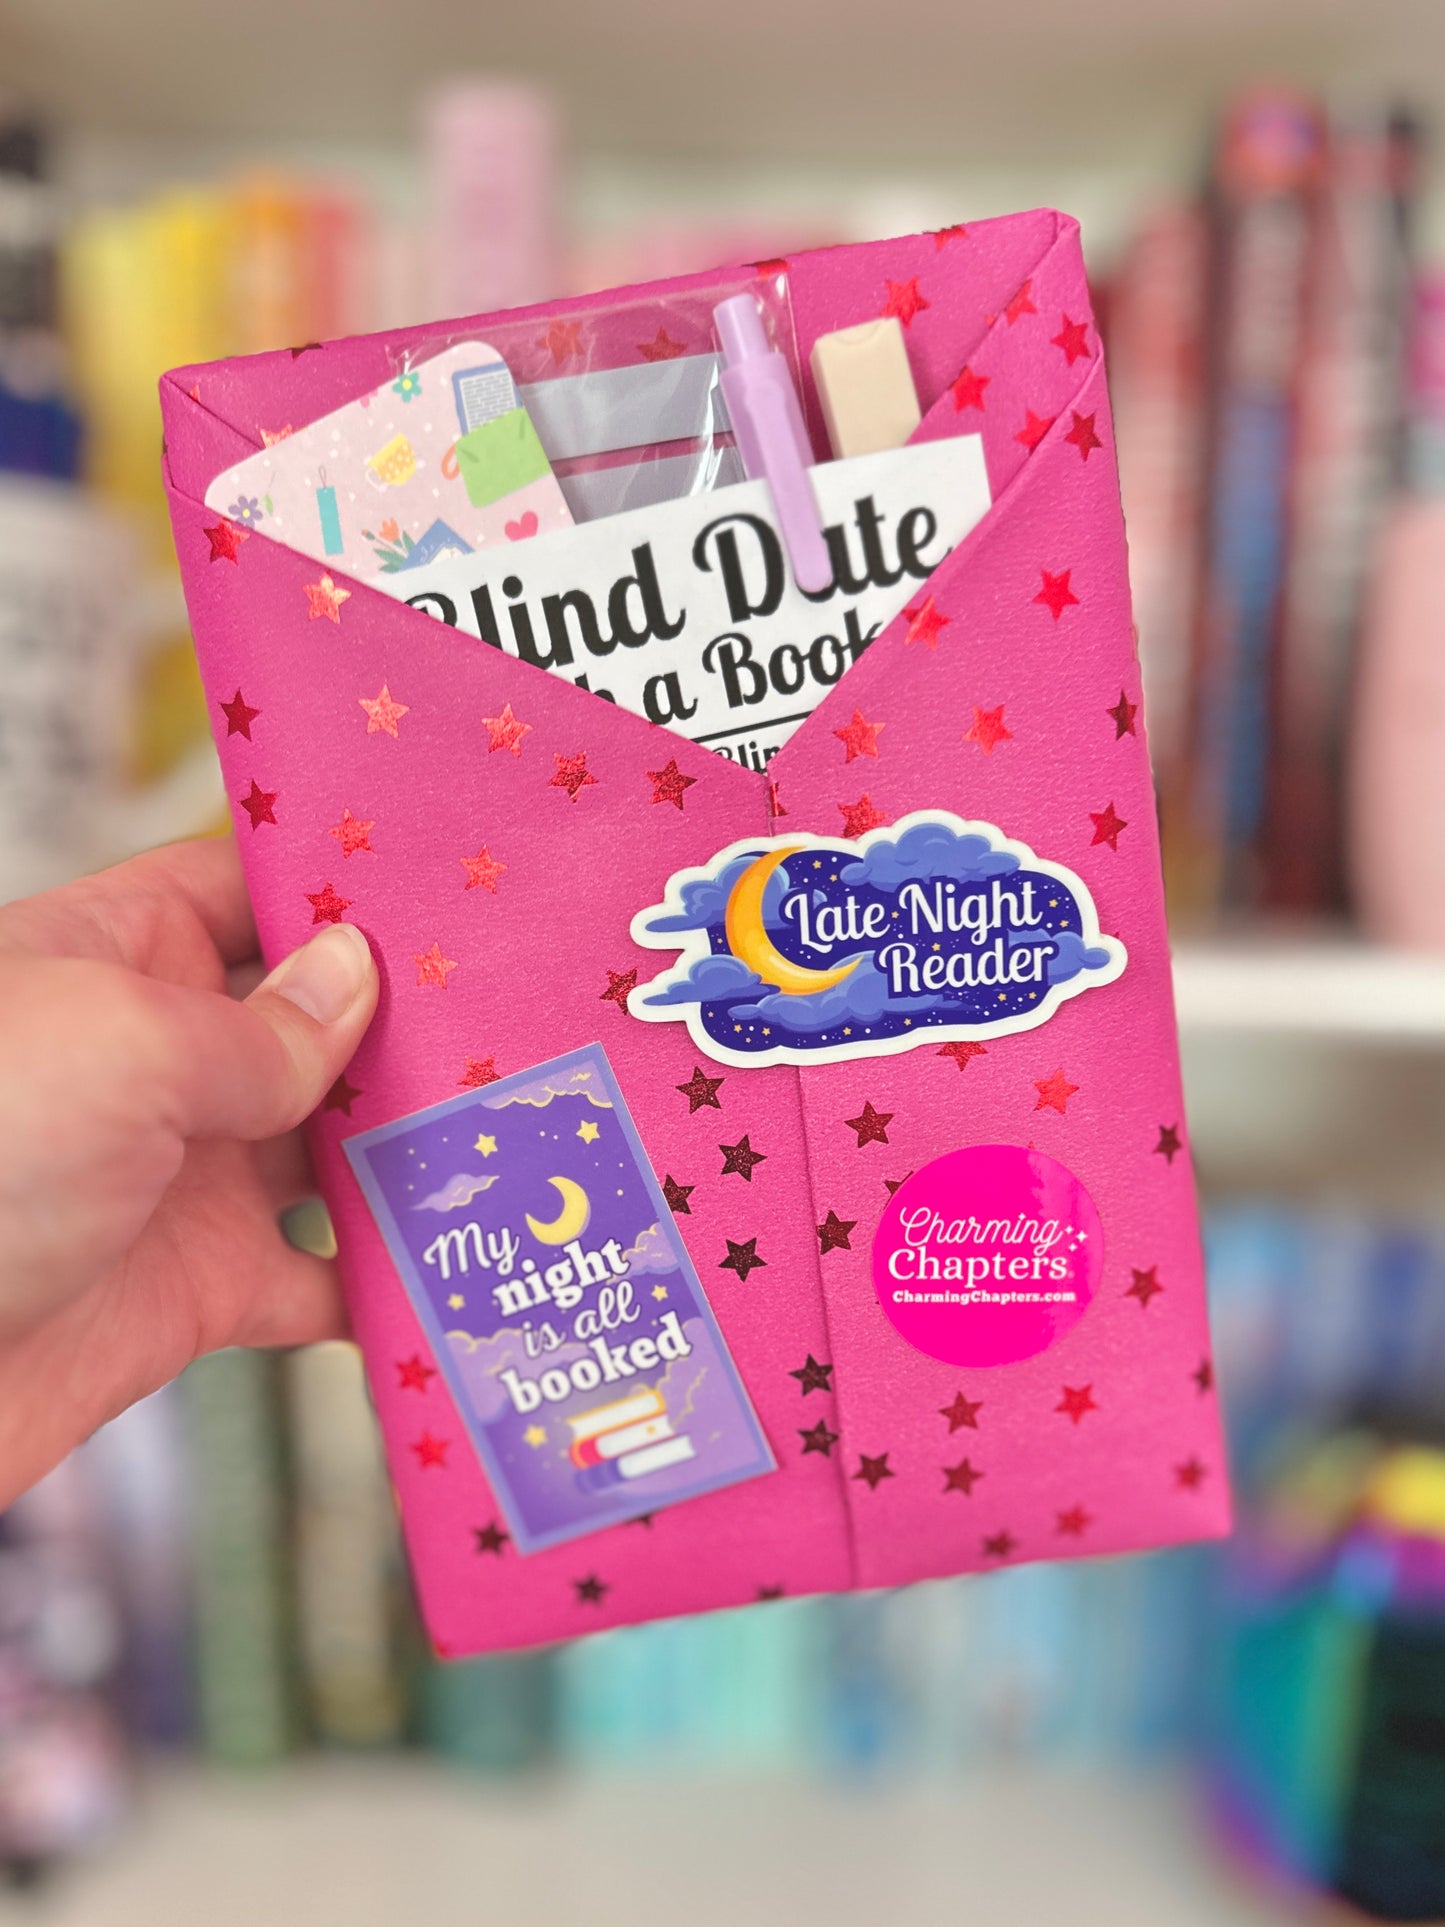 Blind Date
a Book
Late Night
Reader
My
night
is all
booked
Charming
Chapters
CharmingChapters.com